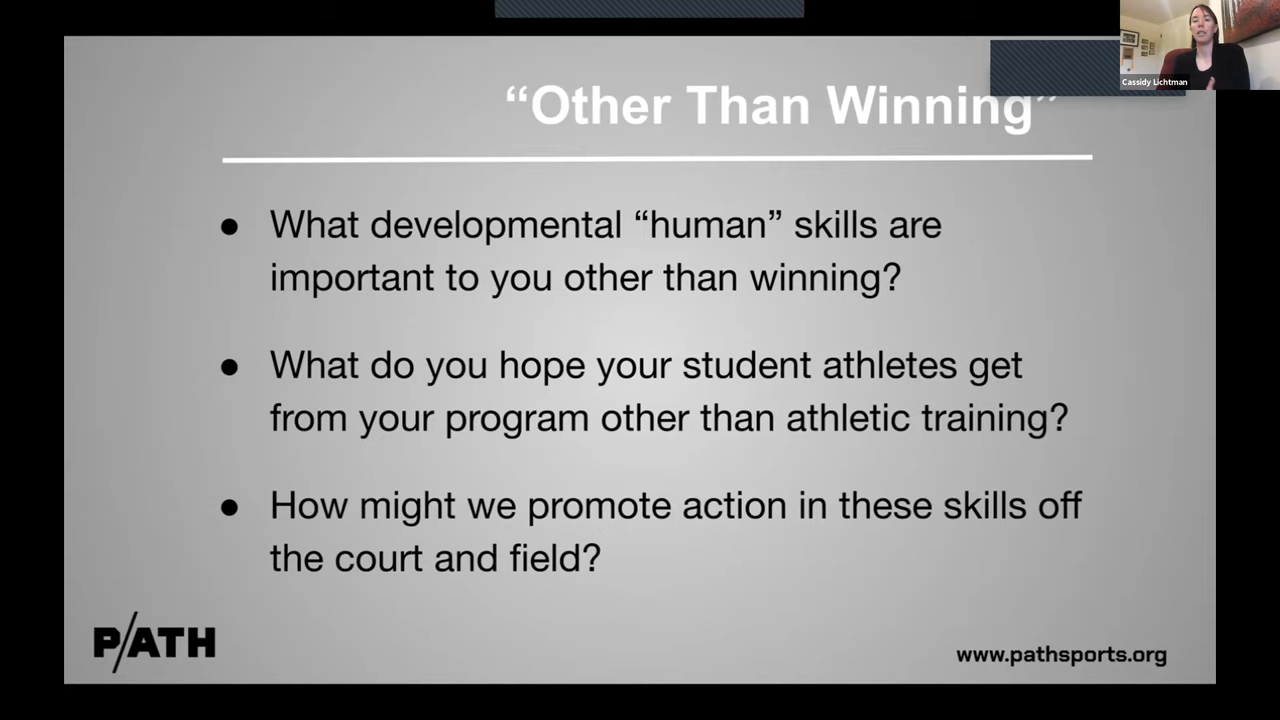 Cassidy Lichtman
“Other Than Winning”
● What developmental “human” skills are
important to you other than winning?
● What do you hope your student athletes get
from your program other than athletic training?
● How might we promote action in these skills off
the court and field?
P/ATH
www.pathsports.org